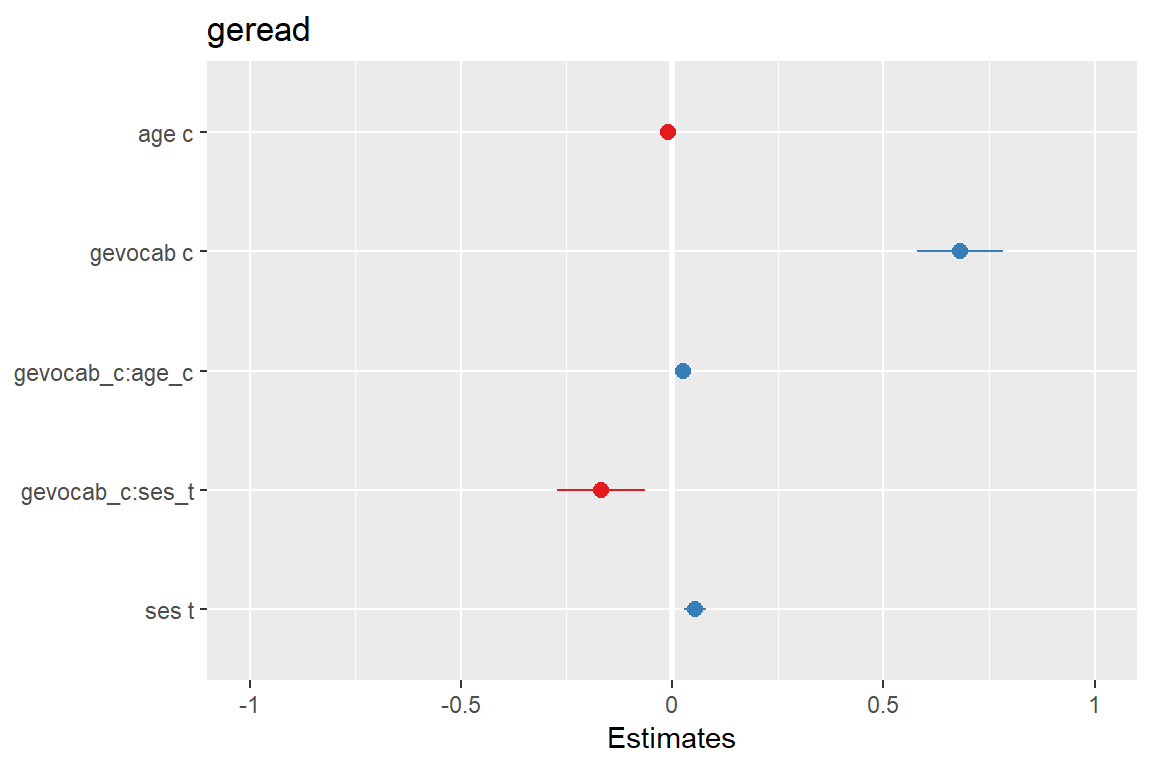 geread
age c
gevocab c
gevocab_c:age_c
gevocab_c:ses_t
ses t
-1 -0.5 0 0.5 1
Estimates